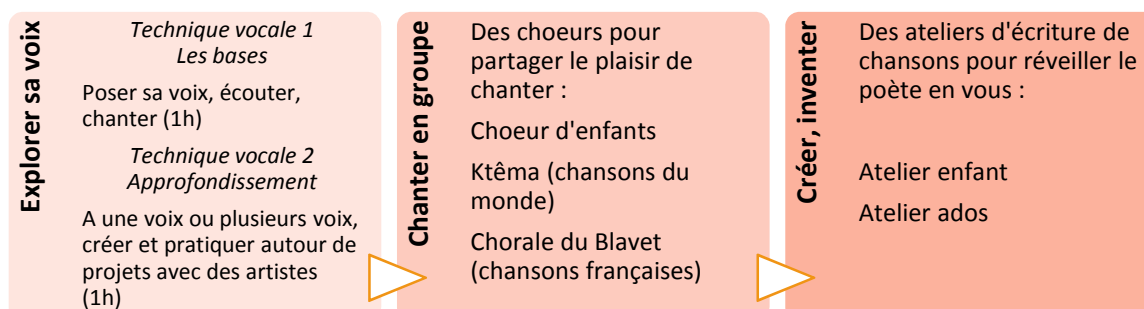 Explorer sa voix
Technique vocale 1
Les bases
Poser sa voix, écouter,
chanter (1h)
Technique vocale 2
Approfondissement
A une voix ou plusieurs voix,
créer et pratiquer autour de
projets avec des artistes
(1h)
Chanter en groupe
Des choeurs pour
partager le plaisir de
chanter :
Choeur d'enfants
Ktêma (chansons du
monde)
Chorale du Blavet
(chansons françaises)
Créer, inventer
Des ateliers d'écriture de
chansons pour réveiller le
poète en vous :
Atelier enfant
Atelier ados